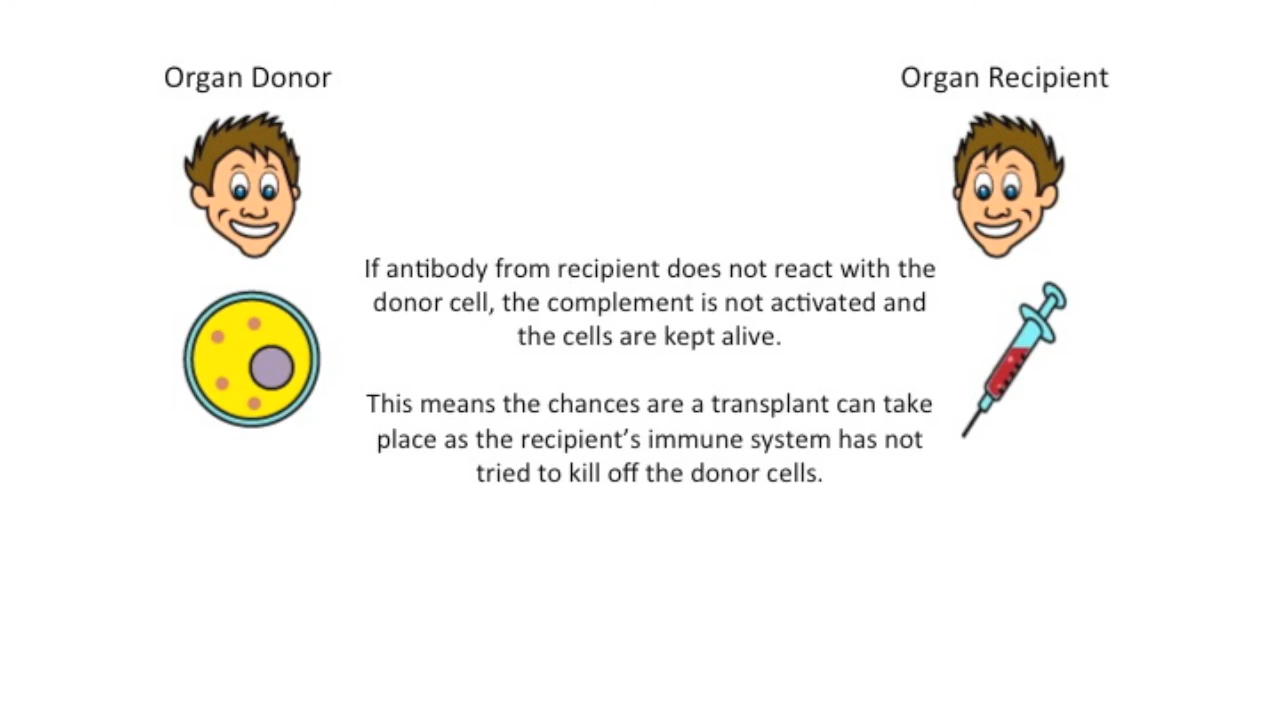 Organ Donor
Organ Recipient
If antibody from recipient does not react with the
donor cell, the complement is not activated and
the cells are kept alive.
This means the chances are a transplant can take
place as the recipient’s immune system has not
tried to kill off the donor cells.